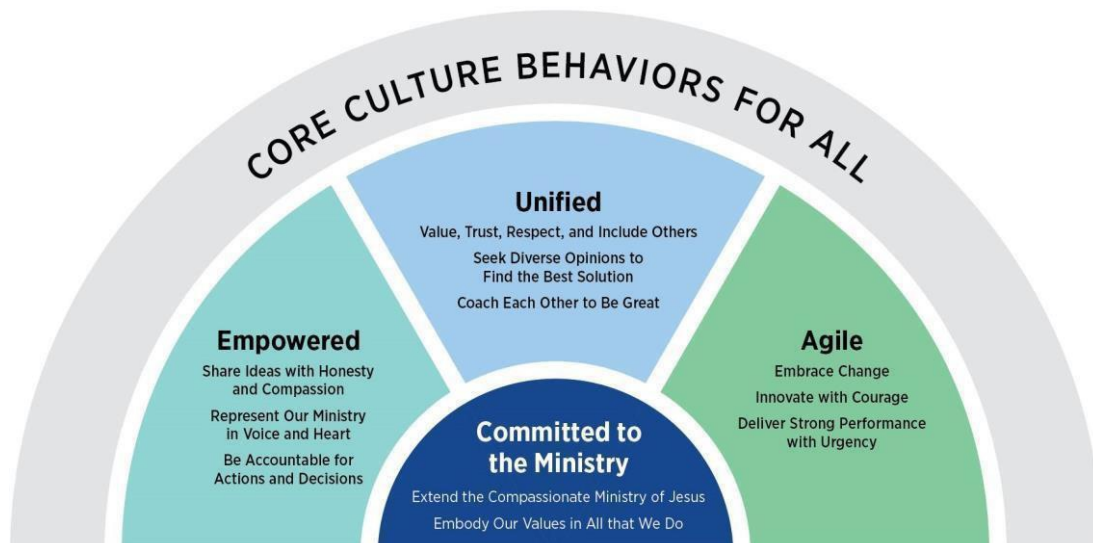 CORE CULTURE BEHAVIORS FOR ALL
Unified
Value, Trust, Respect, and Include Others
Seek Diverse Opinions to
Find the Best Solution
Coach Each Other to Be Great
Empowered
Share Ideas with Honesty
and Compassion
Represent Our Ministry
in Voice and Heart
Be Accountable for
Actions and Decisions
Agile
Embrace Change
Innovate with Courage
Deliver Strong Performance
with Urgency
Committed to
the Ministry
Extend the Compassionate Ministry of Jesus
Embody Our Values in All that We Do